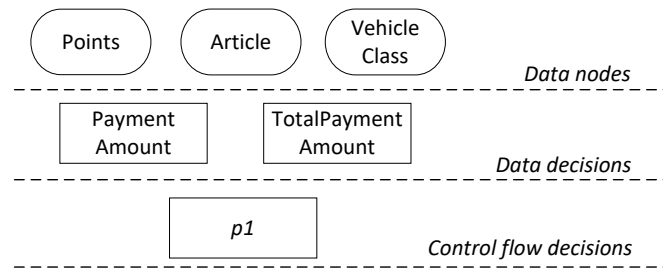 Points
Article
Vehicle
Class
Data nodes
Payment
Amount
TotalPayment
Amount
Data decisions
p1
Control flow decisions